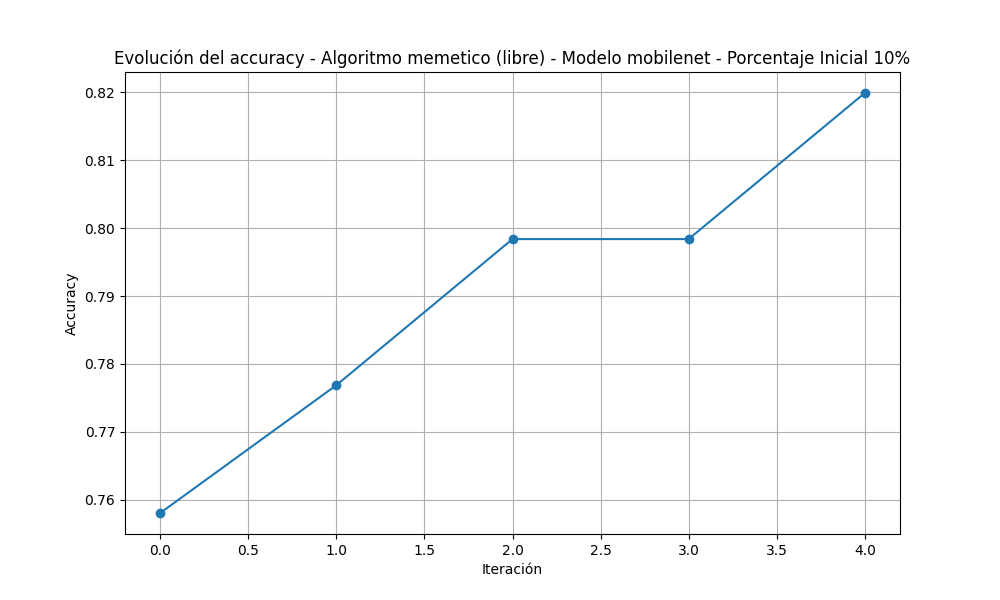 Evolución del accuracy - Algoritmo memetico (libre) - Modelo mobilenet - Porcentaje Inicial 10%
0.82
0.81
0.80
0.79
0.78
0.77
0.76
Accuracy
0.0 0.5 1.0 1.5 2.0 2.5 3.0 3.5 4.0
Iteración